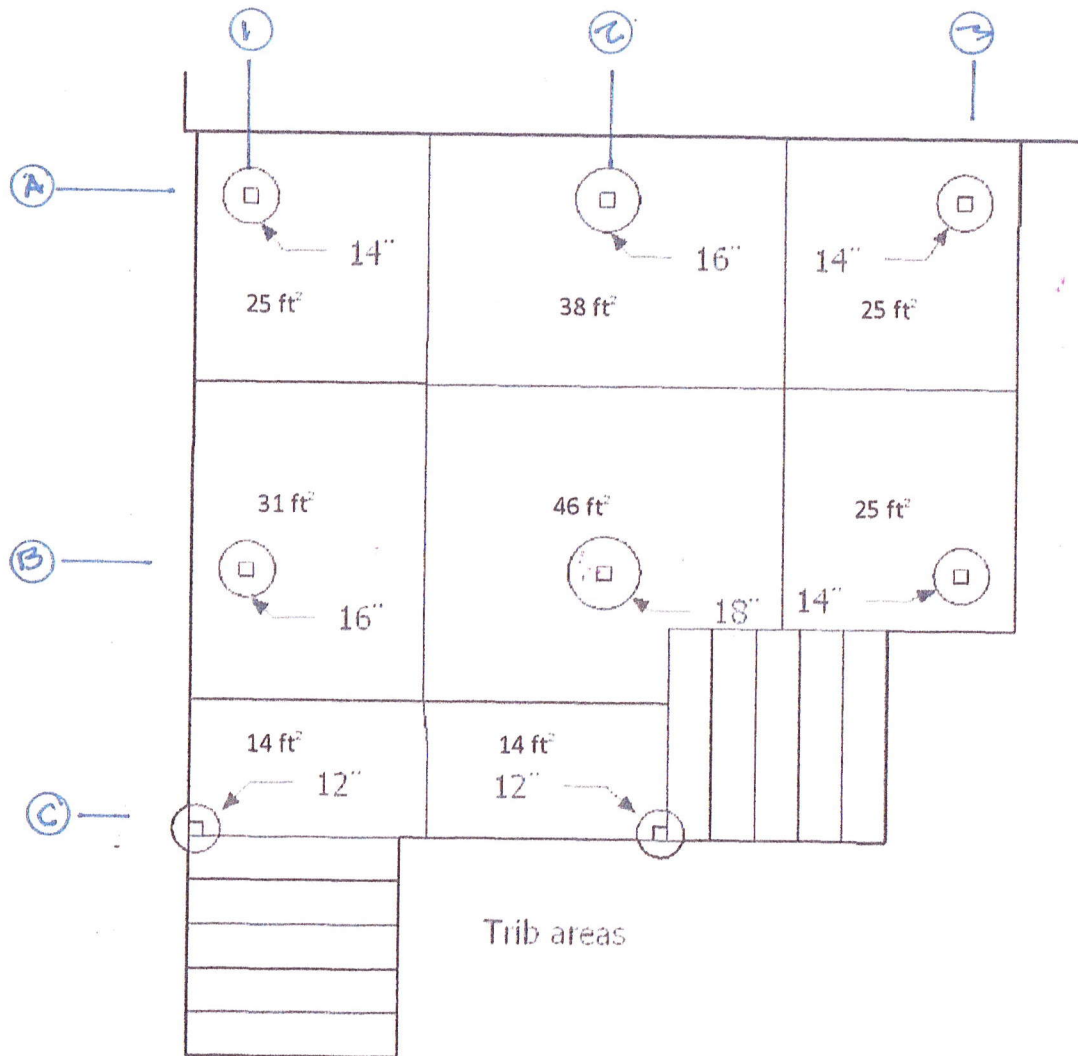 1 2 3
A
14" 16" 14"
25 ft² 38 ft² 25 ft²
31 ft² 46 ft² 25 ft²
B
16" 18" 14"
14 ft² 14 ft²
12" 12"
C
Trib areas